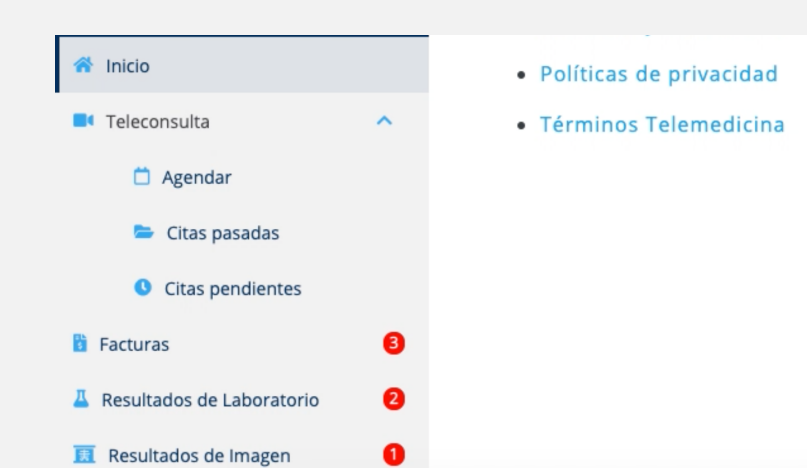 Inicio
Teleconsulta
Agendar
Citas pasadas
Citas pendientes
Facturas 3
Resultados de Laboratorio 2
Resultados de Imagen 1
Políticas de privacidad
Términos Telemedicina